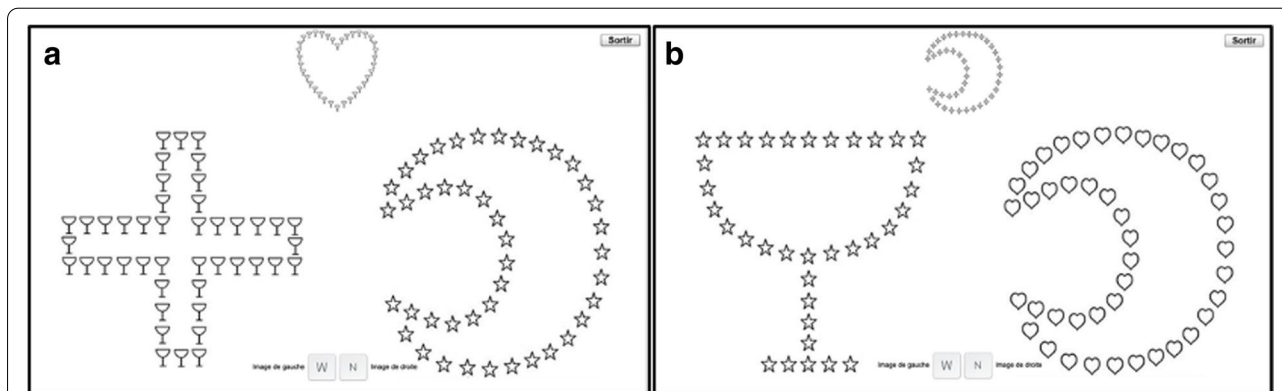 a
Sortir
Image de gauche W N Image de droite
b
Sortir
Image de gauche W N Image de droite